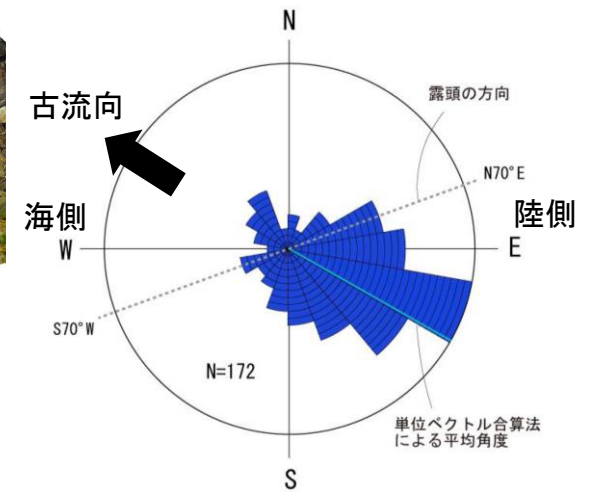 N
古流向
露頭の方向
N70°E
海側
陸側
W
E
S70°W
N=172
単位ベクトル合算法
による平均角度
S